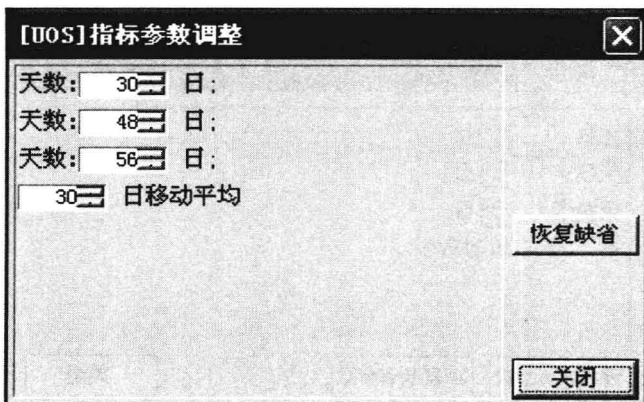 [UOS]指标参数调整
天数: 30 日;
天数: 48 日;
天数: 56 日;
30 日移动平均
恢复缺省
关闭